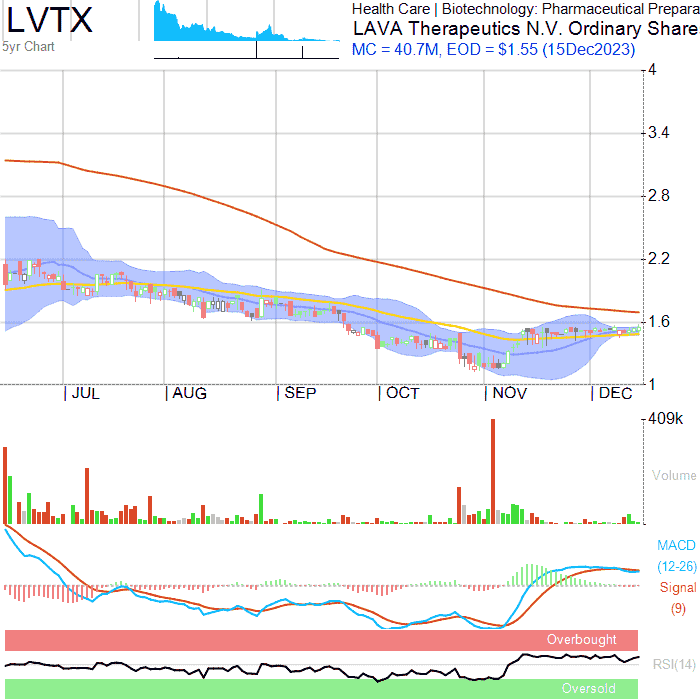 LVTX
5yr Chart
Health Care | Biotechnology: Pharmaceutical Prepara
LAVA Therapeutics N.V. Ordinary Share
MC = 40.7M, EOD = $1.55 (15Dec2023)
4
3.4
2.8
2.2
1.6
1
| JUL | AUG | SEP | OCT | NOV | DEC
409k
Volume
MACD
(12-26)
Signal
(9)
Overbought
RSI(14)
Oversold